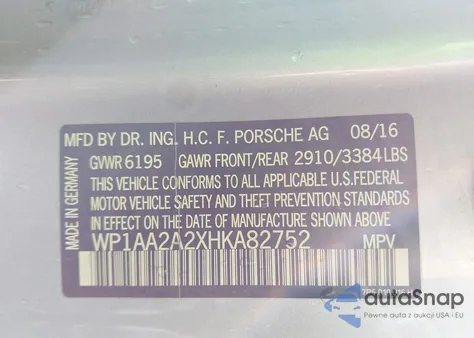 MFD BY DR. ING. H.C. F. PORSCHE AG 08/16
GVWR 6195 GAWR FRONT/REAR 2910/3384 LBS
THIS VEHICLE CONFORMS TO ALL APPLICABLE U.S. FEDERAL
MOTOR VEHICLE SAFETY AND THEFT PREVENTION STANDARDS
IN EFFECT ON THE DATE OF MANUFACTURE SHOWN ABOVE.
WP1AA2A2XHKA82752 MPV
MADE IN GERMANY
autoSnap
Pewne auta z aukcji USA i EU